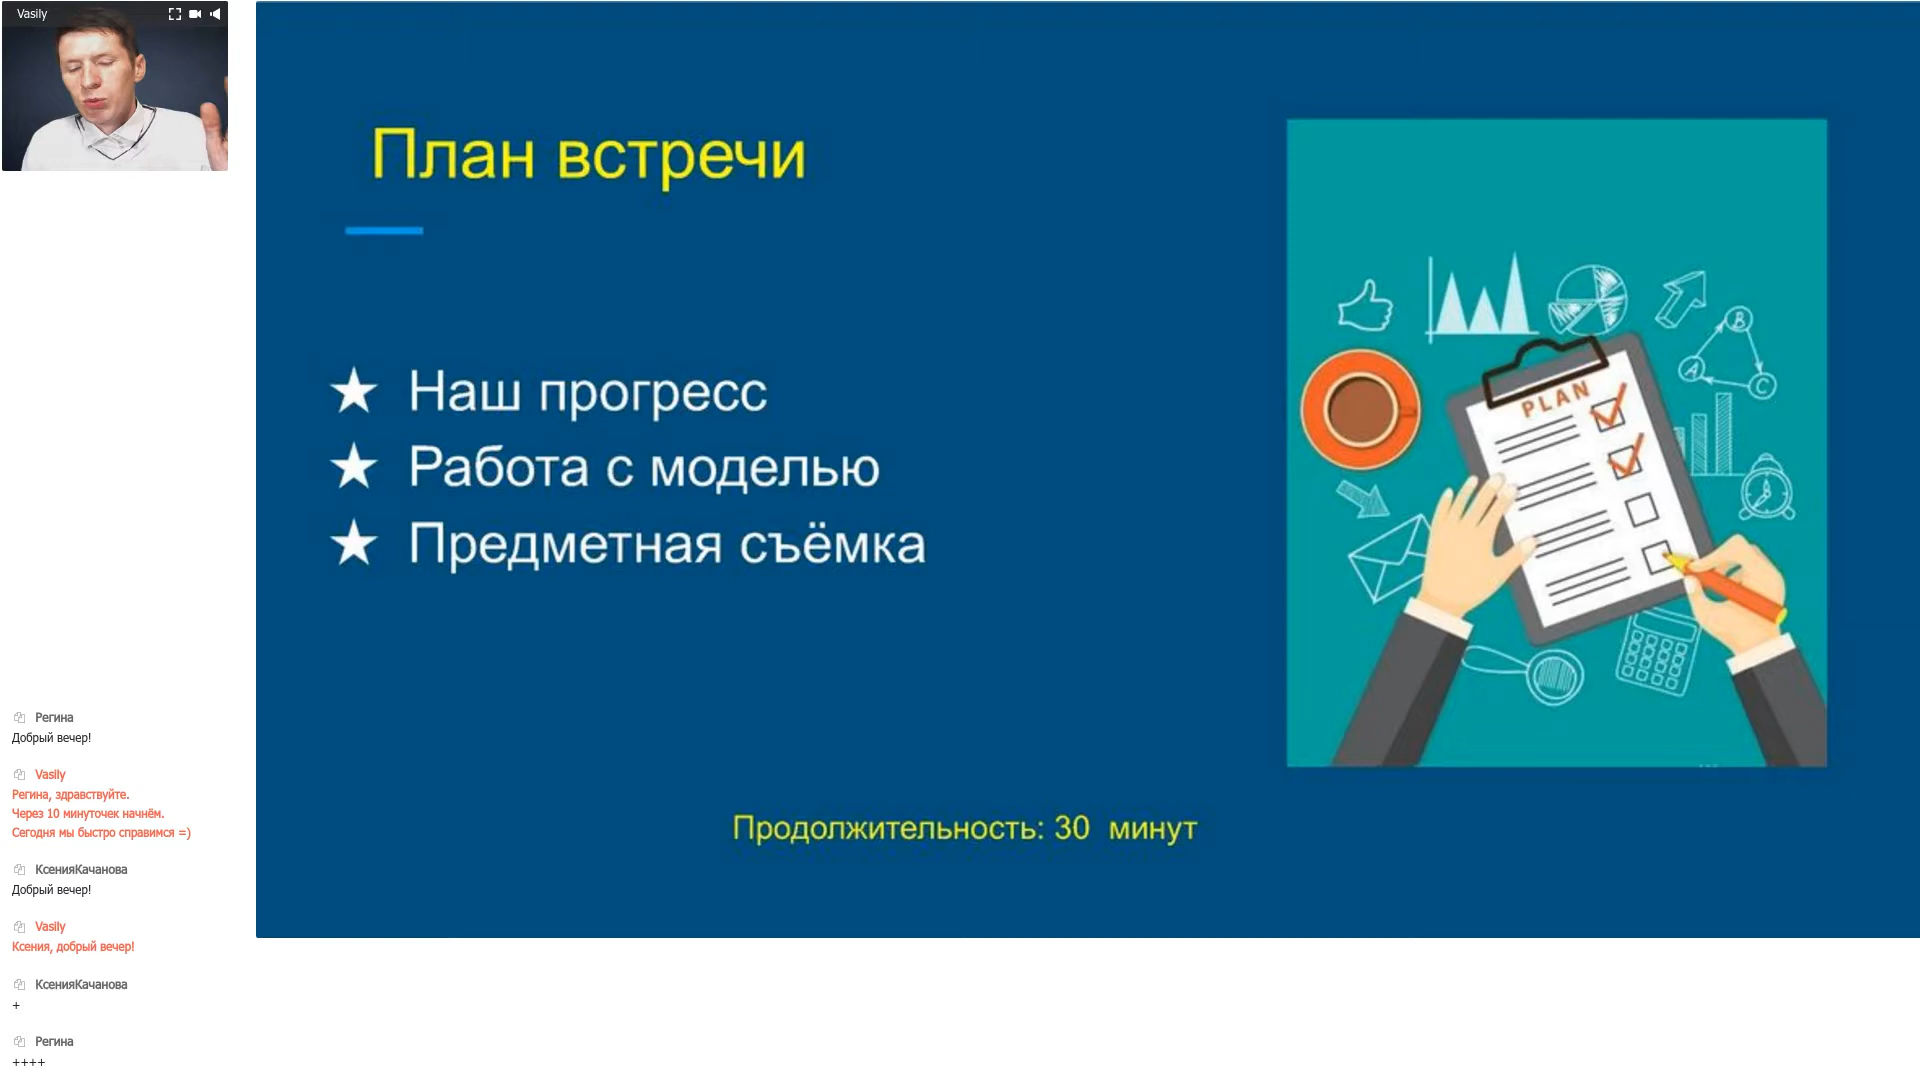 Vasily
План встречи
★ Наш прогресс
★ Работа с моделью
★ Предметная съёмка
PLAN
B
A
C
Продолжительность: 30 минут
Регина
Добрый вечер!
Vasily
Регина, здравствуйте.
Через 10 минуточек начнём.
Сегодня мы быстро справимся =)
КсенияКачанова
Добрый вечер!
Vasily
Ксения, добрый вечер!
КсенияКачанова
+
Регина
++++